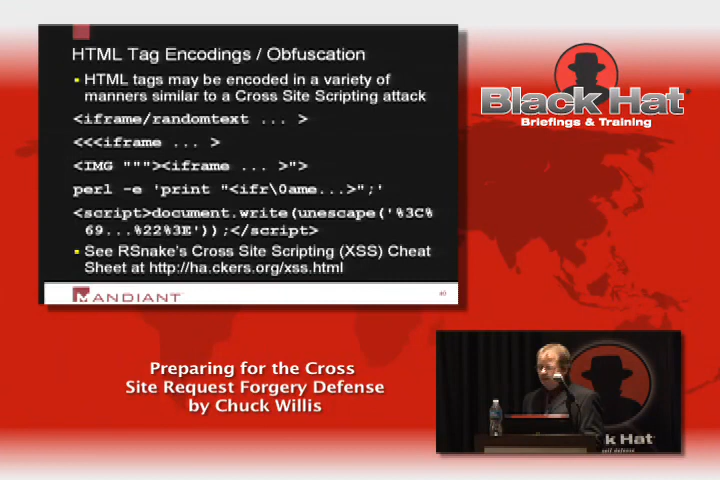 HTML Tag Encodings / Obfuscation
HTML tags may be encoded in a variety of
manners similar to a Cross Site Scripting attack
<iframe/randomtext ... >
<<<iframe ... >
<IMG """><iframe ... >">
perl -e 'print "<ifr\0ame...>";'
<script>document.write(unescape('%3C%
69...%22%3E'));</script>
See RSnake's Cross Site Scripting (XSS) Cheat
Sheet at http://ha.ckers.org/xss.html
MANDIANT
40
Black Hat
Briefings & Training
Preparing for the Cross
Site Request Forgery Defense
by Chuck Willis
k Hat
self defense